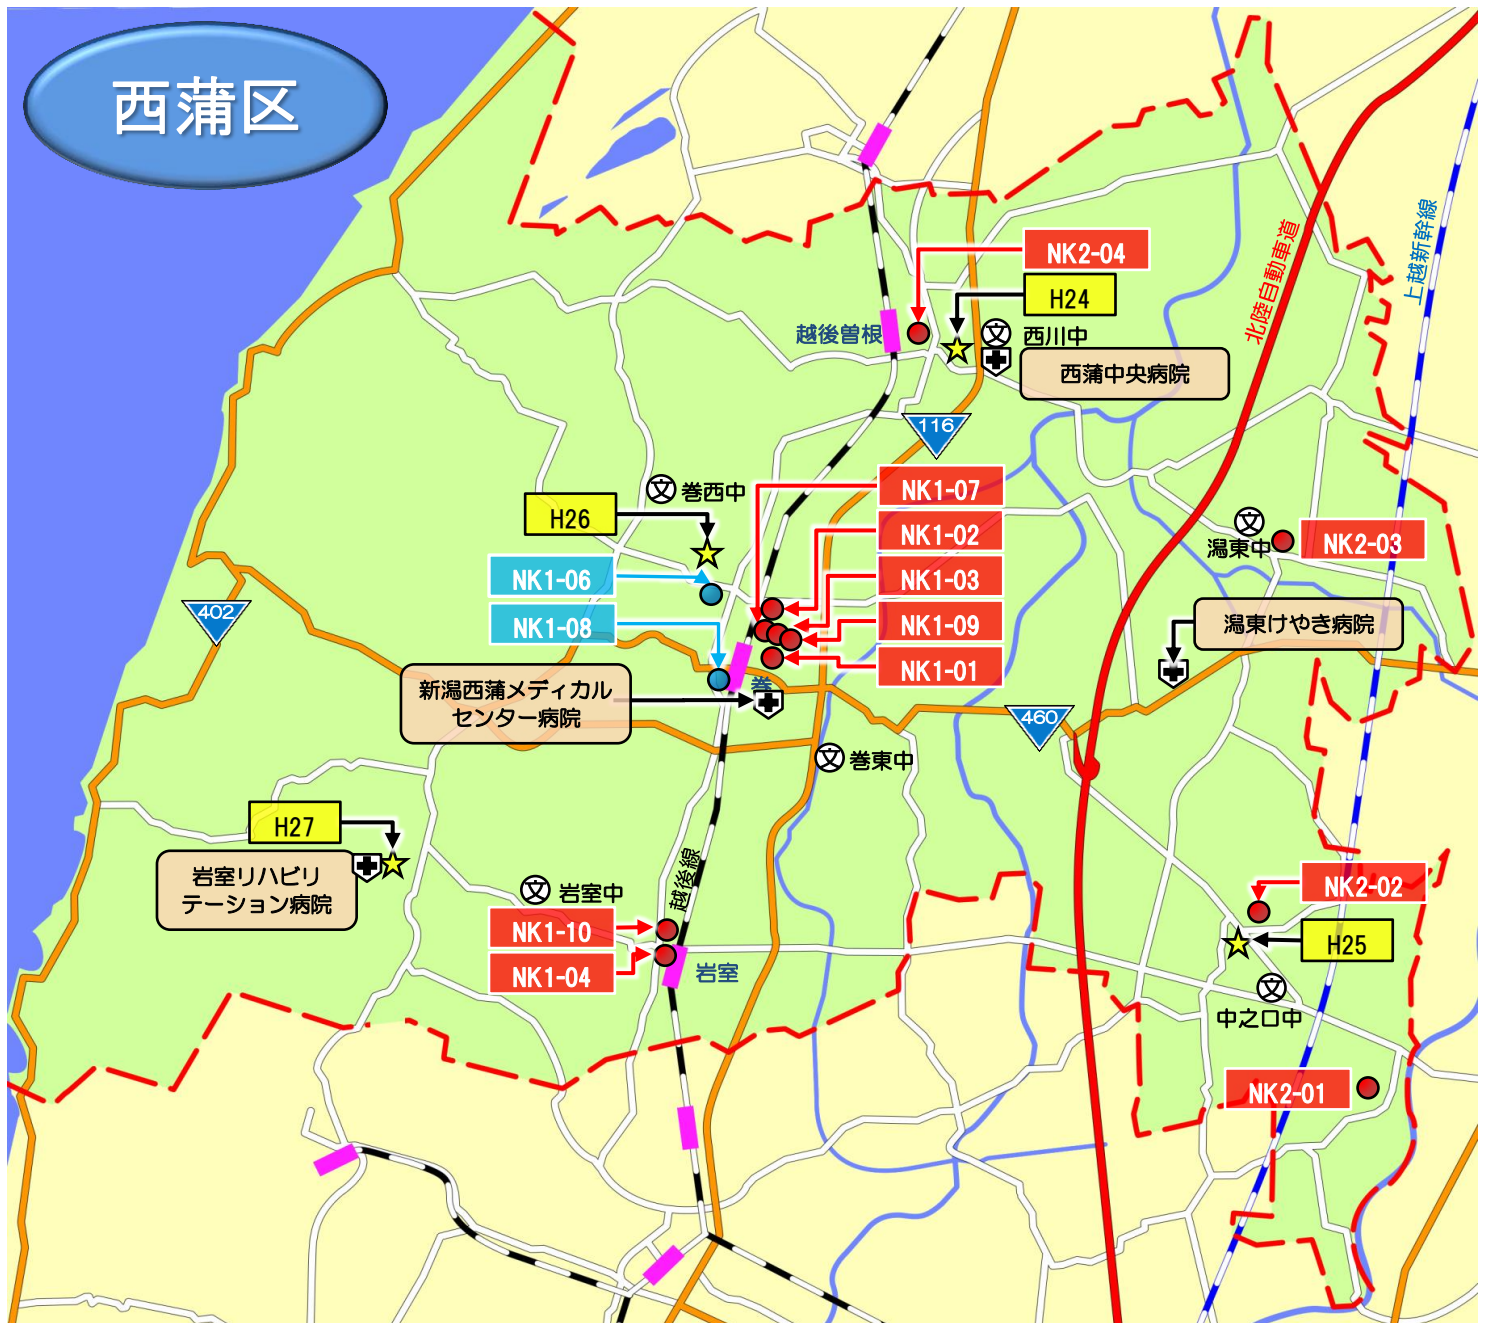 西蒲区
上越新幹線
北陸自動車道
NK2-04
H24
越後曽根
西川中
西蒲中央病院
116
NK1-07
巻西中
H26
NK1-02
潟東中
NK2-03
NK1-06
NK1-03
402
NK1-08
NK1-09
潟東けやき病院
NK1-01
新潟西蒲メディカル
センター病院
巻
460
文
文
文
文
文
文
巻東中
H27
越後線
岩室リハビリ
テーション病院
岩室中
NK2-02
NK1-10
H25
NK1-04
岩室
中之口中
NK2-01